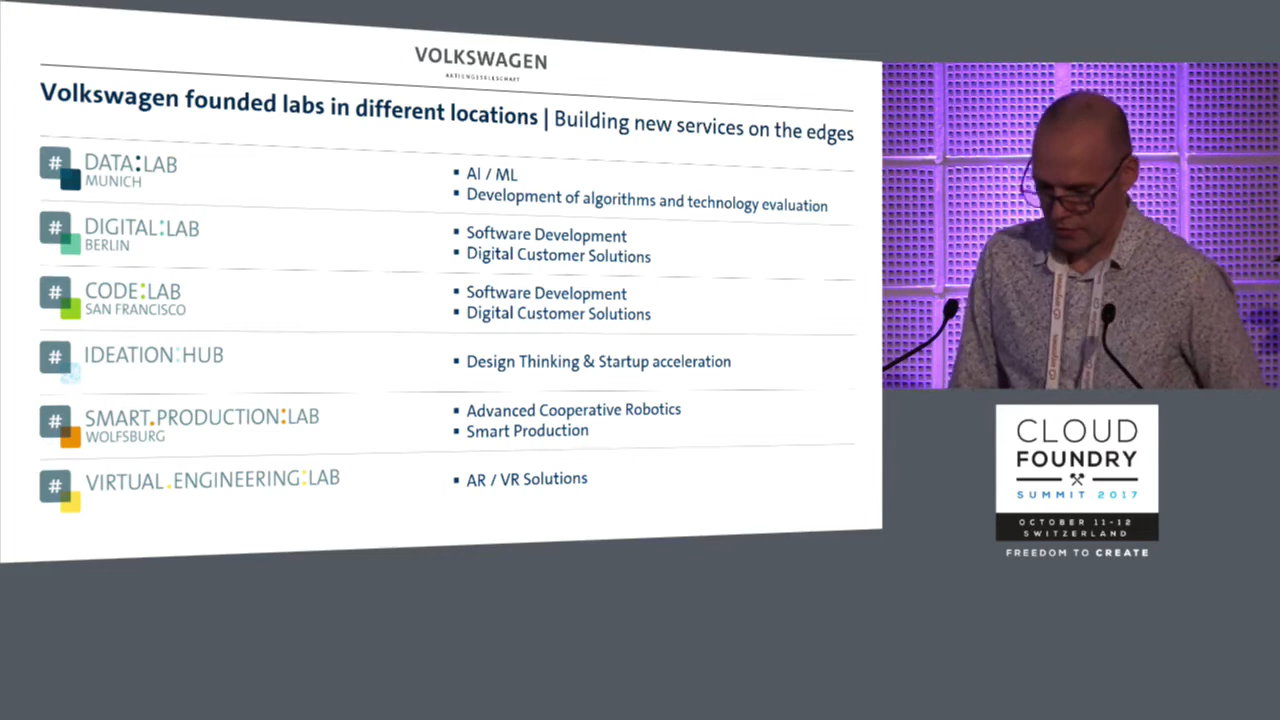 VOLKSWAGEN
AKTIENGESELLSCHAFT
Volkswagen founded labs in different locations | Building new services on the edges
# DATA:LAB
MUNICH
▪ AI / ML
▪ Development of algorithms and technology evaluation
# DIGITAL:LAB
BERLIN
▪ Software Development
▪ Digital Customer Solutions
# CODE:LAB
SAN FRANCISCO
▪ Software Development
▪ Digital Customer Solutions
# IDEATION:HUB
▪ Design Thinking & Startup acceleration
# SMART.PRODUCTION:LAB
WOLFSBURG
▪ Advanced Cooperative Robotics
▪ Smart Production
# VIRTUAL.ENGINEERING:LAB
▪ AR / VR Solutions
CLOUD
FOUNDRY
SUMMIT 2017
OCTOBER 11-12
SWITZERLAND
FREEDOM TO CREATE